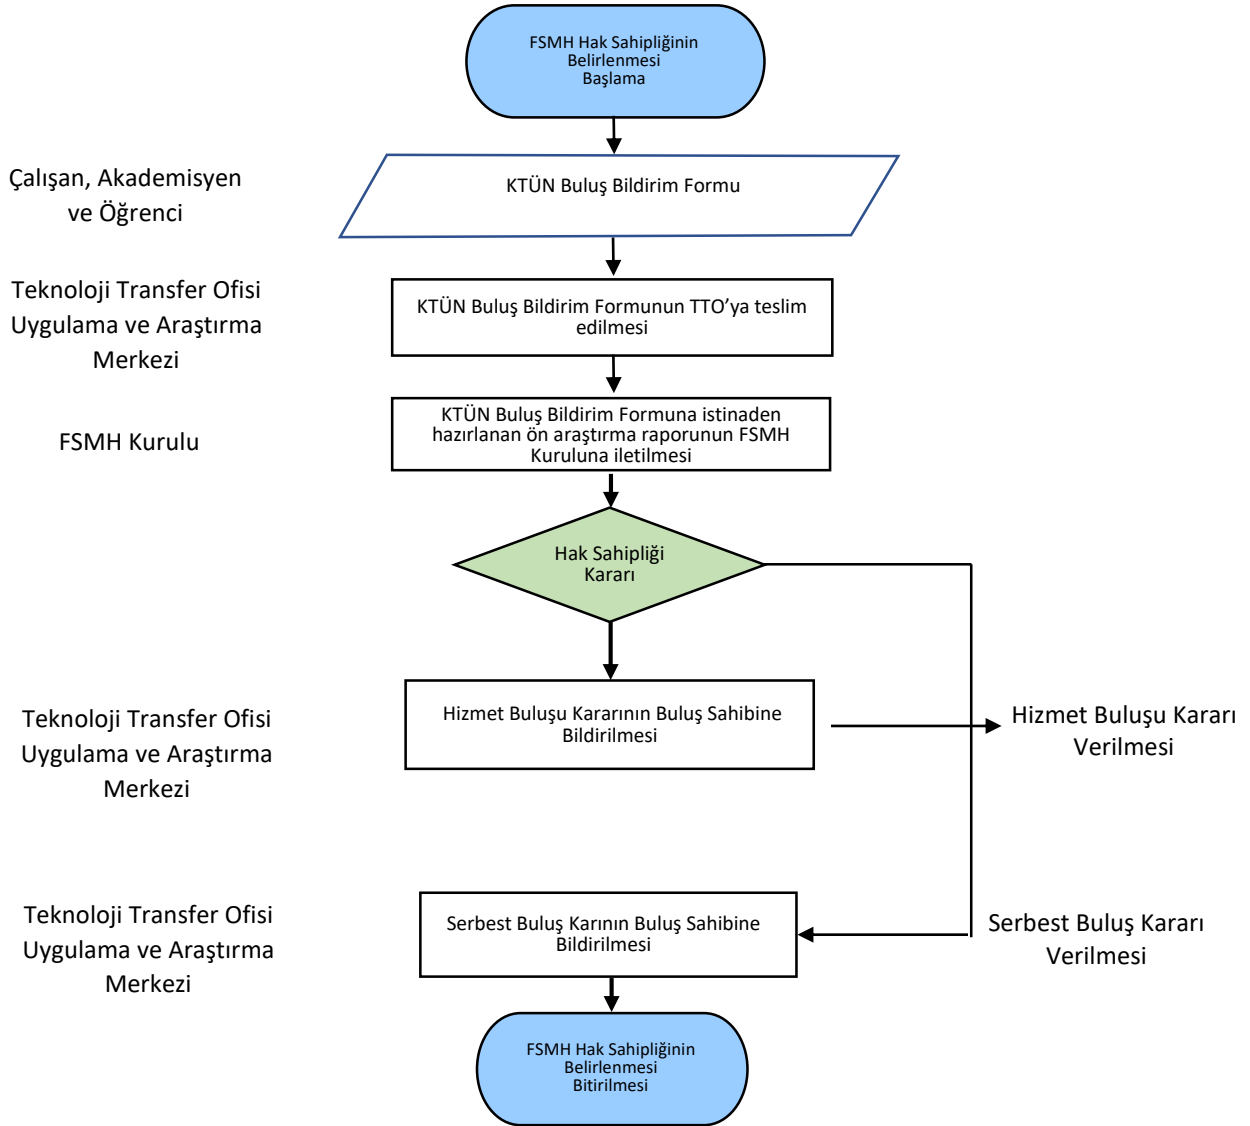 FSMH Hak Sahipliğinin
Belirlenmesi
Başlama
Çalışan, Akademisyen
ve Öğrenci
KTÜN Buluş Bildirim Formu
Teknoloji Transfer Ofisi
Uygulama ve Araştırma
Merkezi
KTÜN Buluş Bildirim Formunun TTO’ya teslim
edilmesi
FSMH Kurulu
KTÜN Buluş Bildirim Formuna istinaden
hazırlanan ön araştırma raporunun FSMH
Kuruluna iletilmesi
Hak Sahipliği
Kararı
Teknoloji Transfer Ofisi
Uygulama ve Araştırma
Merkezi
Hizmet Buluşu Kararının Buluş Sahibine
Bildirilmesi
Hizmet Buluşu Kararı
Verilmesi
Teknoloji Transfer Ofisi
Uygulama ve Araştırma
Merkezi
Serbest Buluş Karının Buluş Sahibine
Bildirilmesi
Serbest Buluş Kararı
Verilmesi
FSMH Hak Sahipliğinin
Belirlenmesi
Bitirilmesi